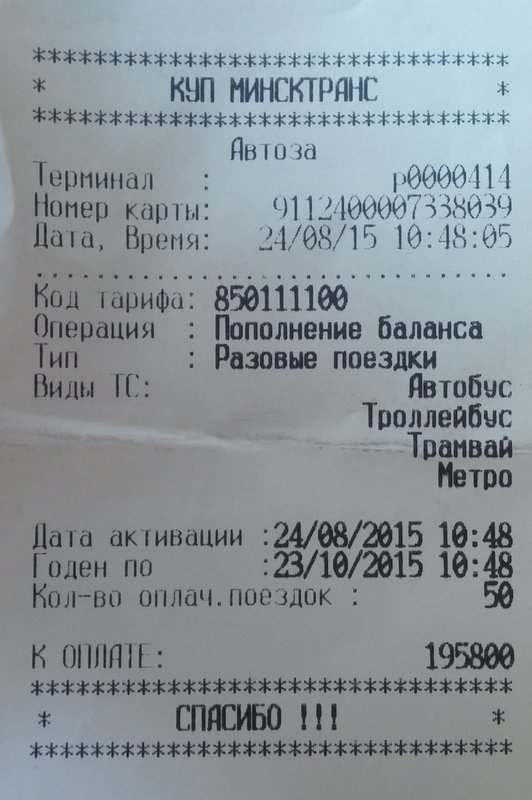 *******************************
* КУП МИНСКТРАНС *
*******************************
Автоза
Терминал : p0000414
Номер карты: 9112400007338039
Дата, Время: 24/08/15 10:48:05
................................
Код тарифа: 850111100
Операция : Пополнение баланса
Тип : Разовые поездки
Виды ТС: Автобус
Троллейбус
Трамвай
Метро
Дата активации :24/08/2015 10:48
Годен по :23/10/2015 10:48
Кол-во оплач.поездок : 50
К ОПЛАТЕ: 195800
*******************************
* СПАСИБО !!! *
*******************************